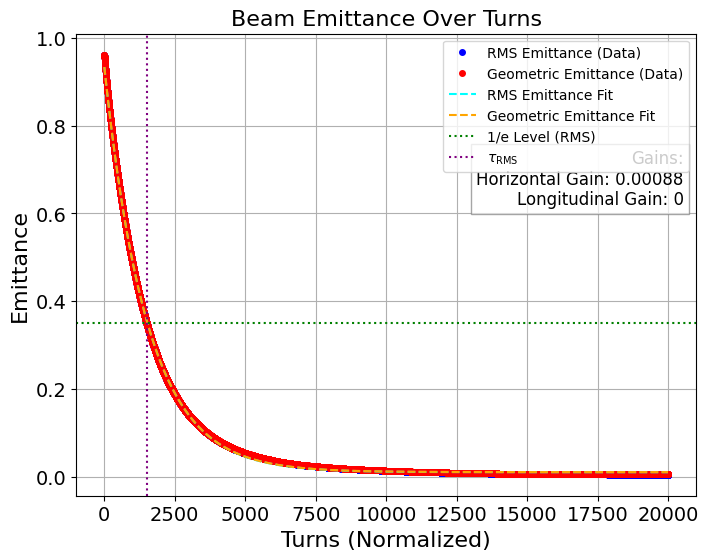 Beam Emittance Over Turns
1.0
0.8
0.6
0.4
0.2
0.0
Emittance
RMS Emittance (Data)
Geometric Emittance (Data)
RMS Emittance Fit
Geometric Emittance Fit
1/e Level (RMS)
τRMS
Gains:
Horizontal Gain: 0.00088
Longitudinal Gain: 0
0 2500 5000 7500 10000 12500 15000 17500 20000
Turns (Normalized)